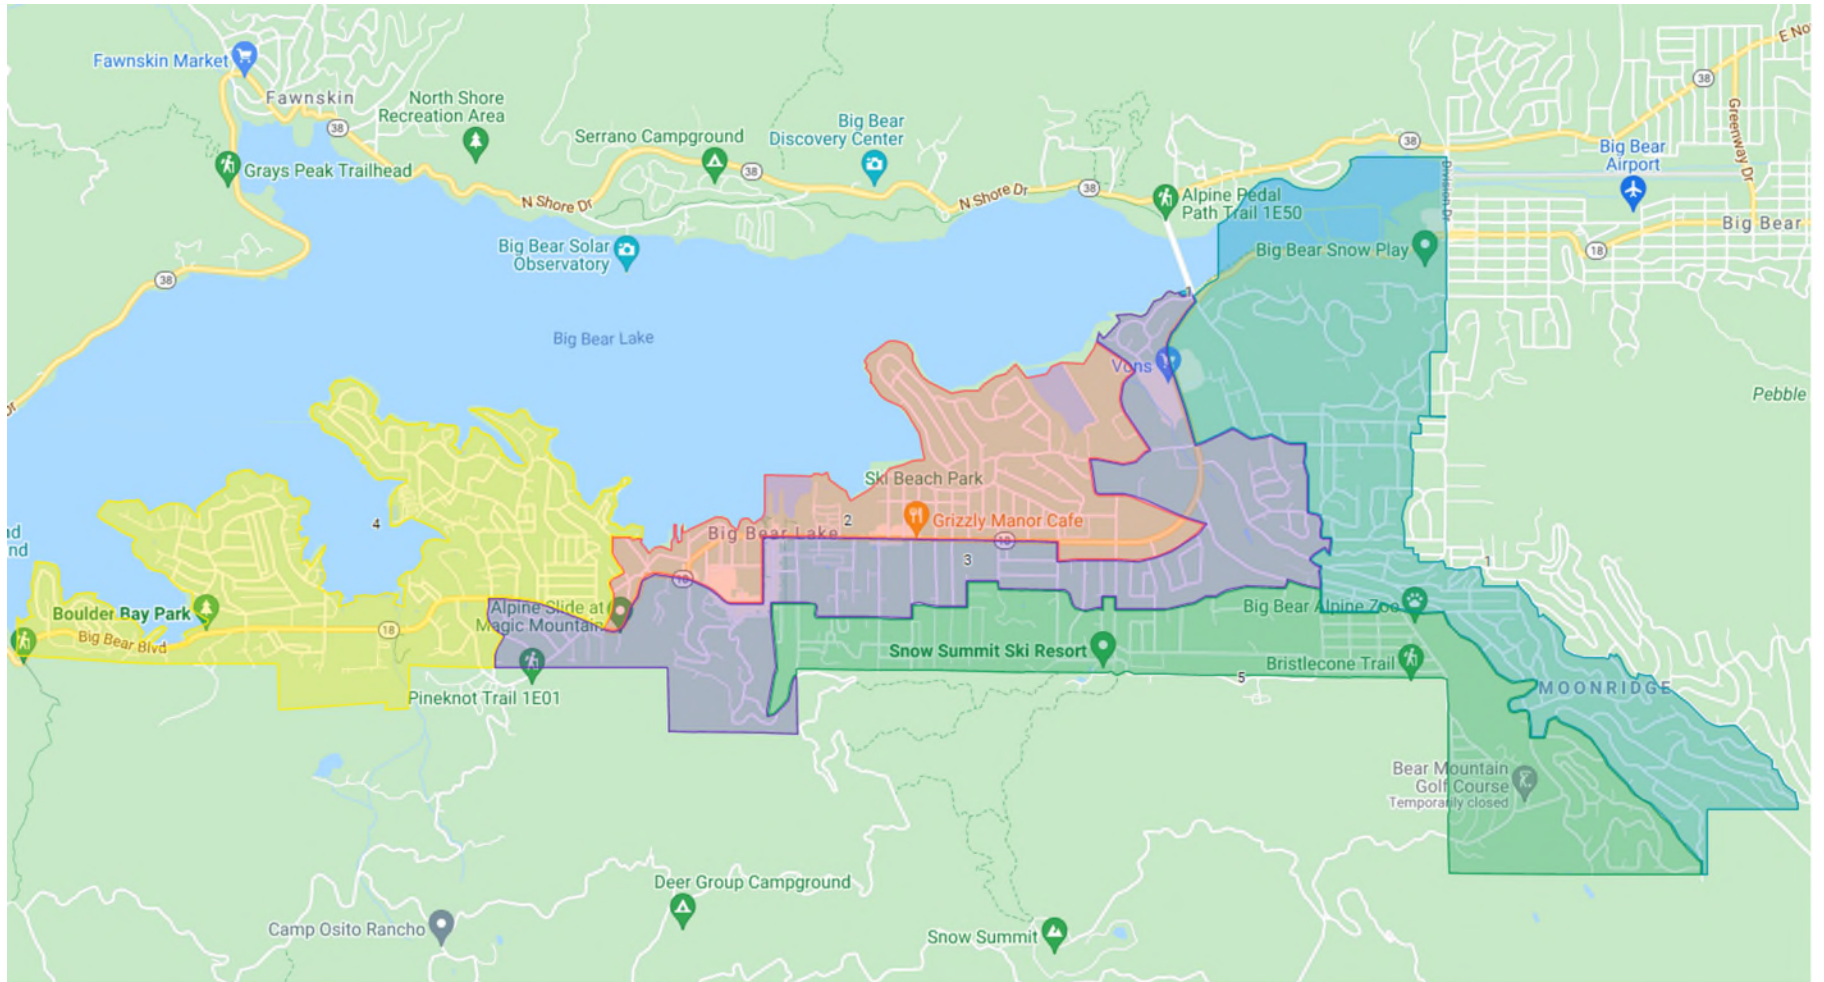 Fawnskin Market
Fawnskin
38
North Shore
Recreation Area
Grays Peak Trailhead
Serrano Campground
38
Big Bear
Discovery Center
N Shore Dr
N Shore Dr
38
Alpine Pedal
Path Trail 1E50
38
38
E No
Greenway Dr
Big Bear
Airport
Division Dr
Big Bear
18
Big Bear Snow Play
Big Bear Solar
Observatory
38
Big Bear Lake
Vons
Pebble
Dr
nd
nd
4
Ski Beach Park
2
Grizzly Manor Cafe
Big Bear Lake
18
3
1
18
Boulder Bay Park
Big Bear Blvd
18
Alpine Slide at
Magic Mountain
Pineknot Trail 1E01
Big Bear Alpine Zoo
Snow Summit Ski Resort
Bristlecone Trail
5
MOONRIDGE
Bear Mountain
Golf Course
Temporarily closed
Deer Group Campground
Camp Osito Rancho
Snow Summit